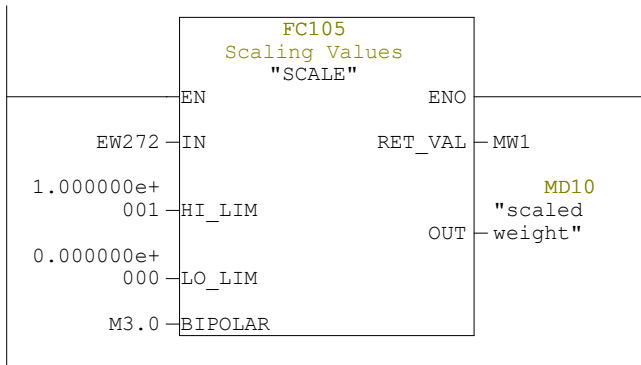 FC105
Scaling Values
"SCALE"
EN ENO
EW272 IN RET_VAL MW1
1.000000e+
001 HI_LIM
MD10
"scaled
OUT weight"
0.000000e+
000 LO_LIM
M3.0 BIPOLAR